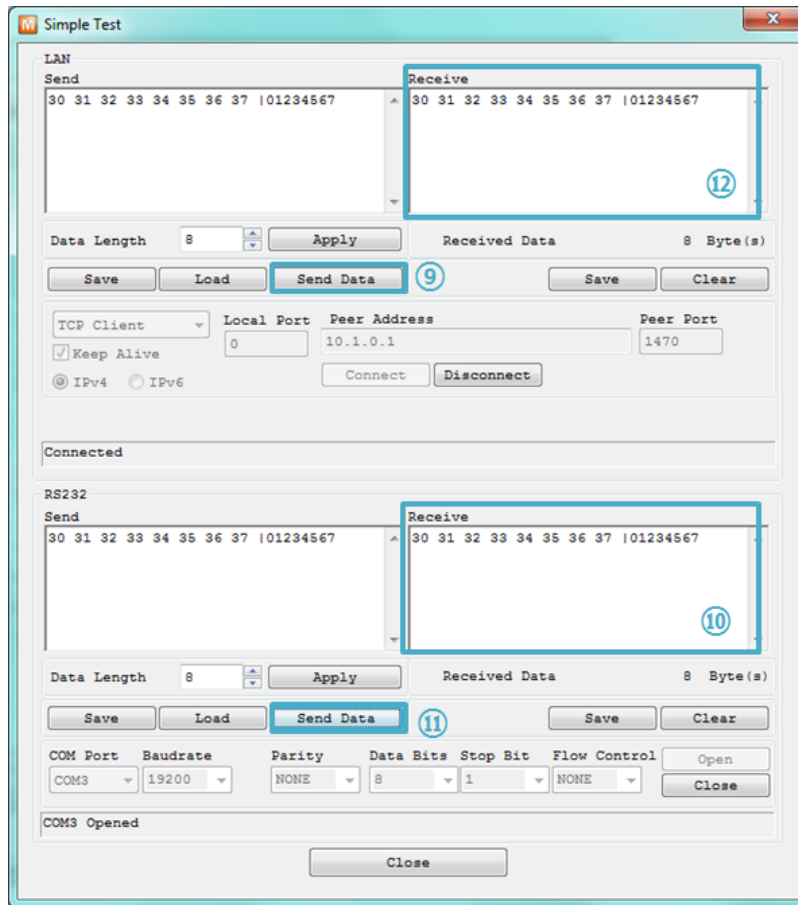 M Simple Test X
LAN
Send Receive
30 31 32 33 34 35 36 37 |01234567 30 31 32 33 34 35 36 37 |01234567
⑫
Data Length 8 Apply Received Data 8 Byte(s)
Save Load Send Data ⑨ Save Clear
TCP Client Local Port Peer Address Peer Port
Keep Alive 0 10.1.0.1 1470
IPv4 IPv6 Connect Disconnect
Connected
RS232
Send Receive
30 31 32 33 34 35 36 37 |01234567 30 31 32 33 34 35 36 37 |01234567
⑩
Data Length 8 Apply Received Data 8 Byte(s)
Save Load Send Data ⑪ Save Clear
COM Port Baudrate Parity Data Bits Stop Bit Flow Control Open
COM3 19200 NONE 8 1 NONE Close
COM3 Opened
Close